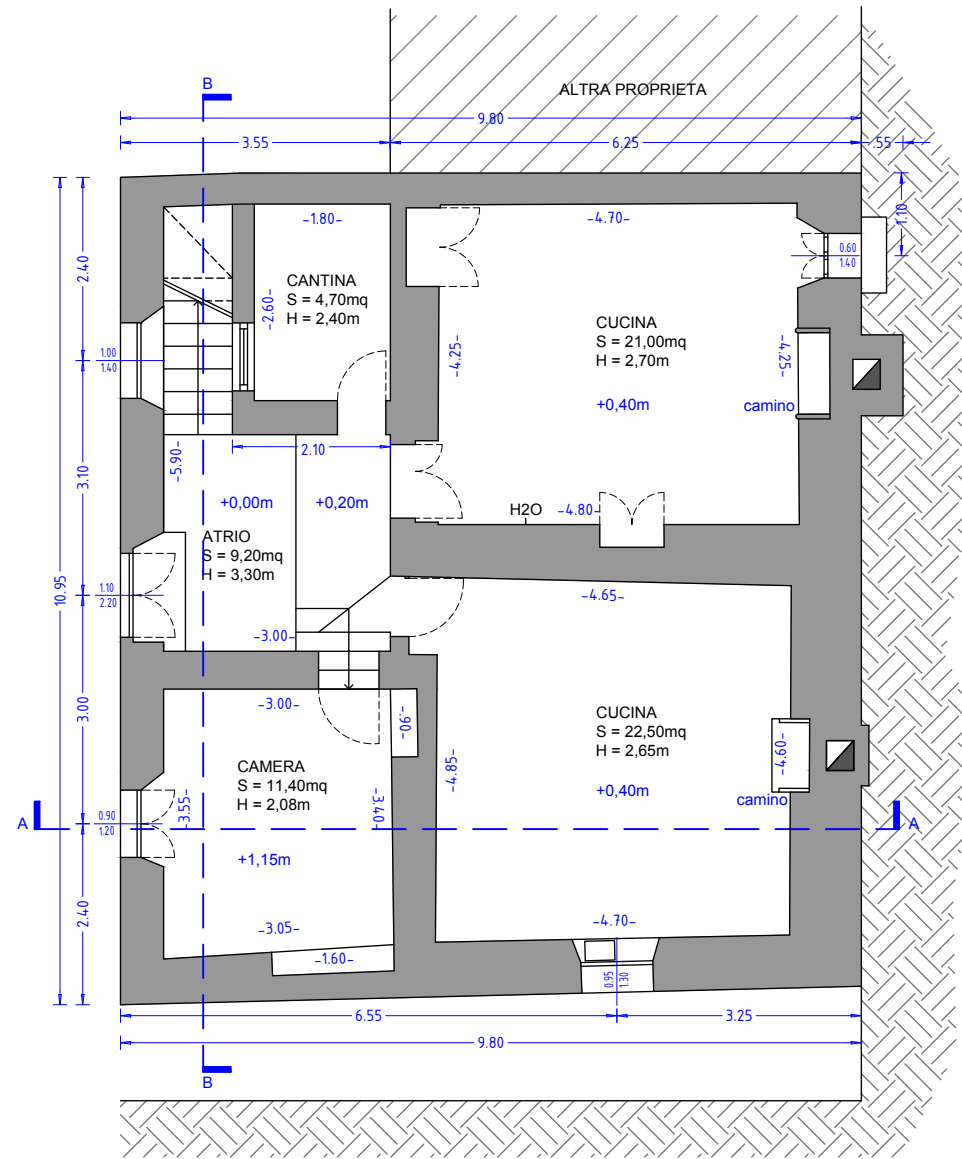 B
ALTRA PROPRIETA
9.80
3.55
6.25
.55
1.10
2.40
-1.80-
-4.70-
0.60
1.40
CANTINA
S = 4,70mq
H = 2,40m
-2.60-
CUCINA
S = 21,00mq
H = 2,70m
+0,40m
-4.25-
-4.25-
camino
1.00
1.40
2.10
-5.90-
3.10
+0,00m
+0,20m
H2O
-4.80-
ATRIO
S = 9,20mq
H = 3,30m
10.95
1.10
2.20
-4.65-
-3.00-
3.00
-3.00-
.90-
CUCINA
S = 22,50mq
H = 2,65m
+0,40m
-4.60-
camino
-4.85-
CAMERA
S = 11,40mq
H = 2,08m
+1,15m
-3.55-
-3.40-
0.90
1.20
A
A
2.40
-3.05-
-1.60-
-4.70-
0.95
1.30
6.55
3.25
9.80
B